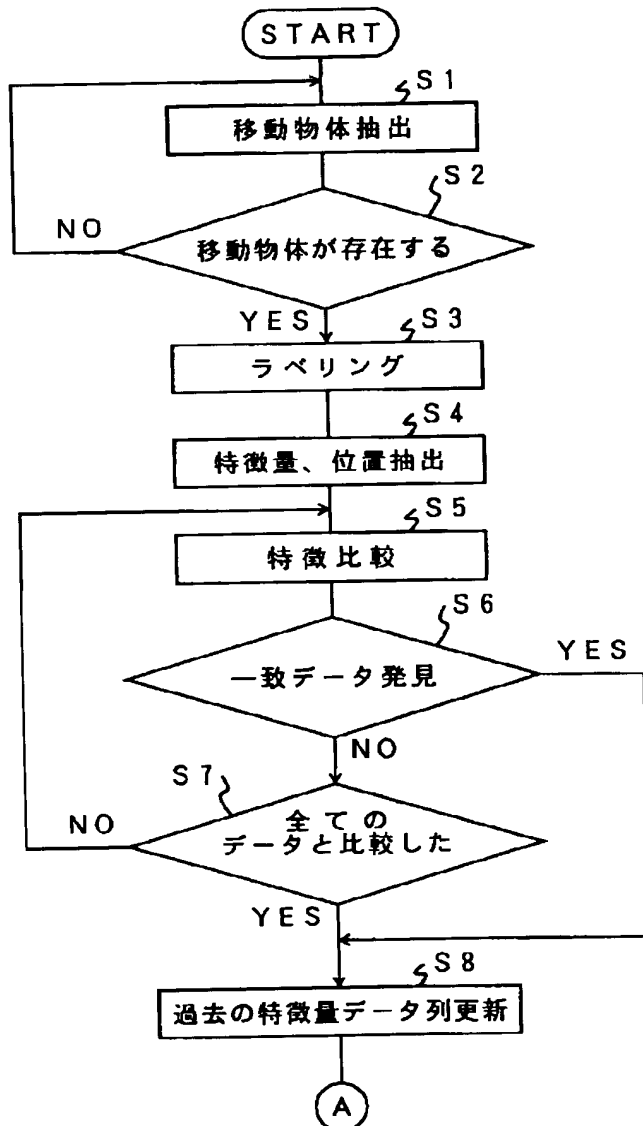 START
S1
移動物体抽出
S2
NO
移動物体が存在する
YES
S3
ラベリング
S4
特徴量、位置抽出
S5
特徴比較
S6
YES
一致データ発見
NO
S7
NO
全ての
データと比較した
YES
S8
過去の特徴量データ列更新
A